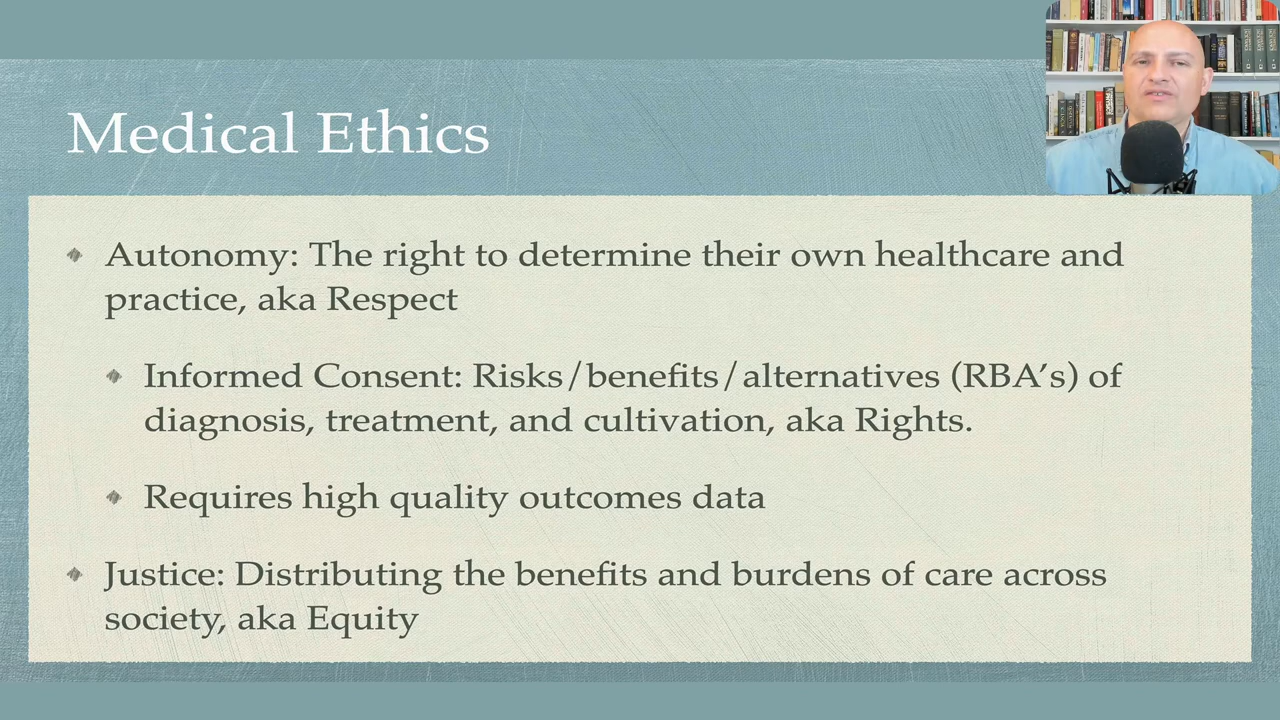 Medical Ethics
Autonomy: The right to determine their own healthcare and
practice, aka Respect
Informed Consent: Risks/benefits/alternatives (RBA’s) of
diagnosis, treatment, and cultivation, aka Rights.
Requires high quality outcomes data
Justice: Distributing the benefits and burdens of care across
society, aka Equity